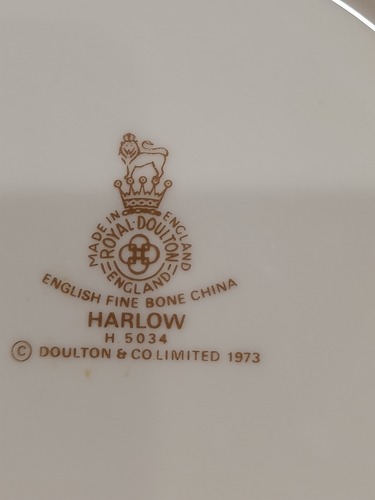 MADE IN ENGLAND
ROYAL·DOULTON
ENGLAND
ENGLISH FINE BONE CHINA
HARLOW
H 5034
© DOULTON & CO LIMITED 1973